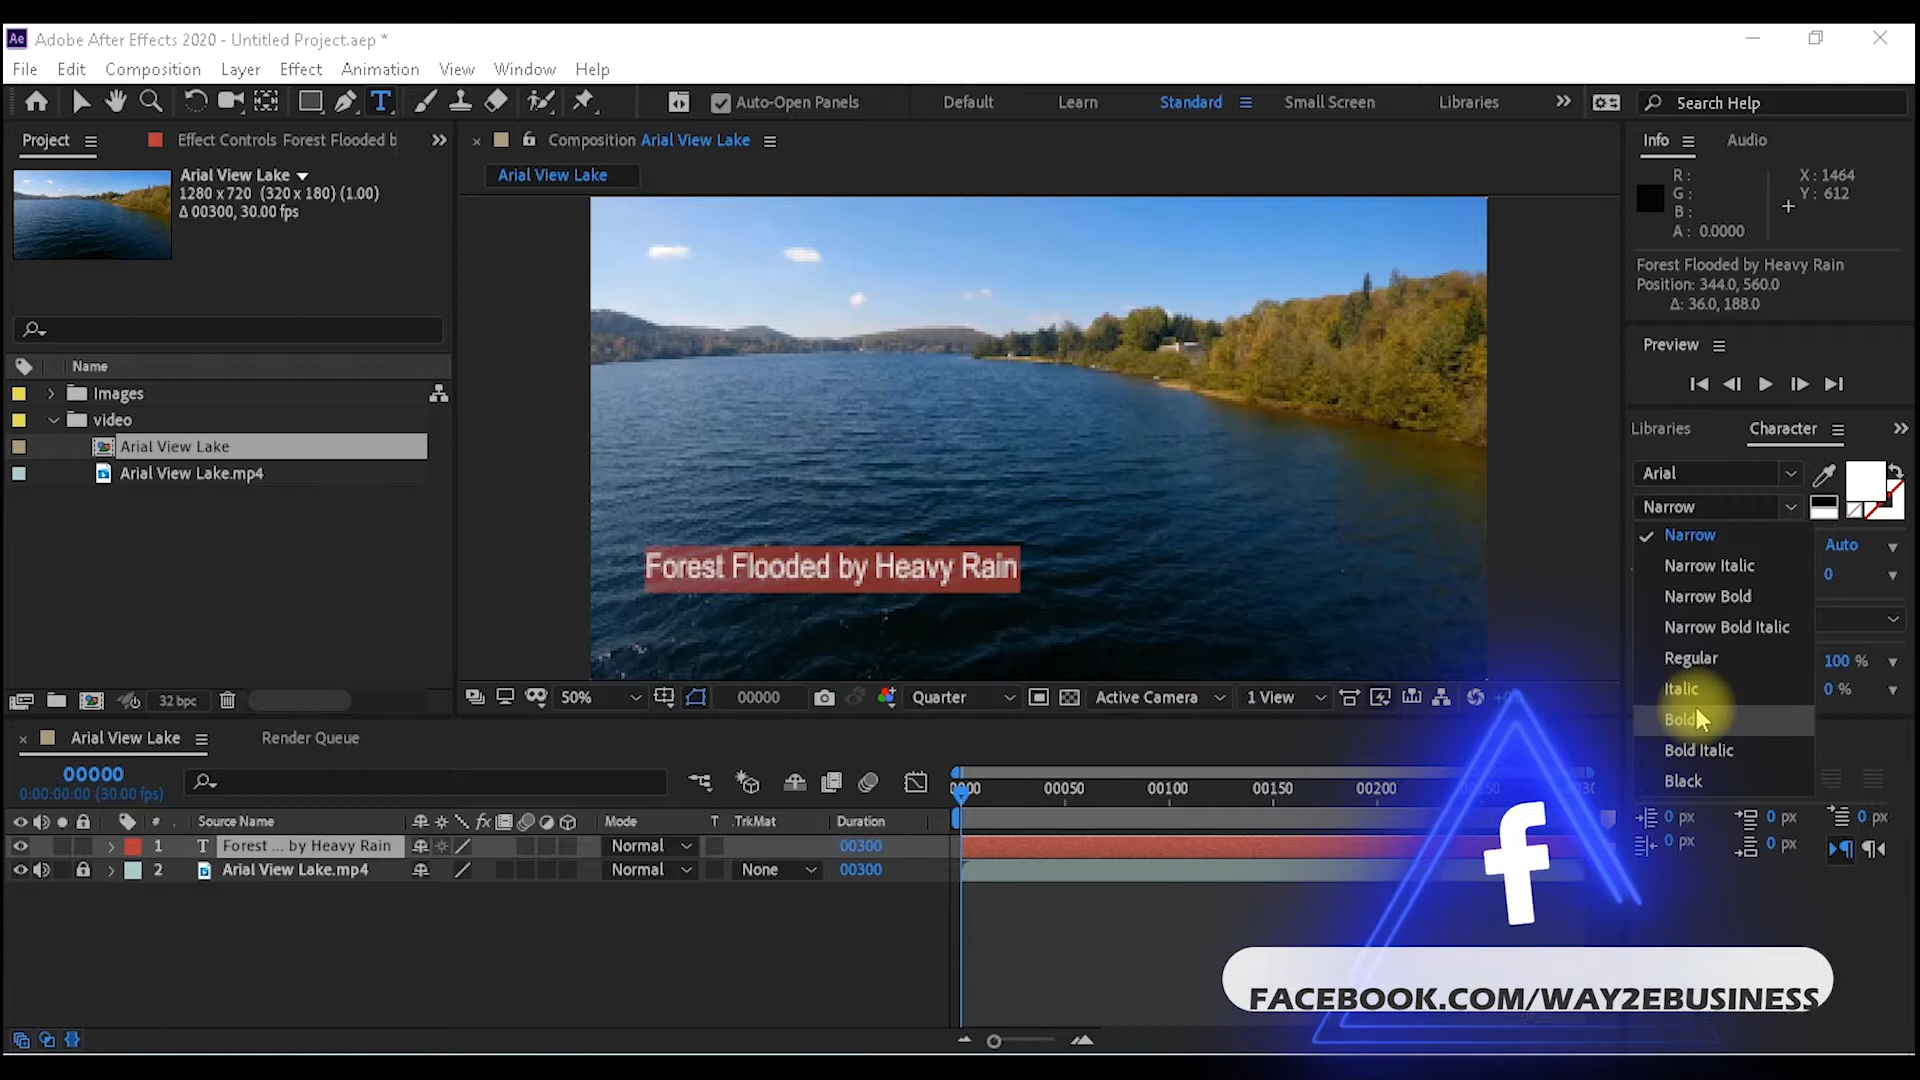 Ae Adobe After Effects 2020 - Untitled Project.aep *
File Edit Composition Layer Effect Animation View Window Help
T Auto-Open Panels Default Learn Standard Small Screen Libraries Search Help
Project Effect Controls Forest Flooded b
Composition Arial View Lake
Info Audio
Arial View Lake
1280 x 720 (320 x 180) (1.00)
Δ 00300, 30.00 fps
Arial View Lake
R :
G :
B :
A : 0.0000
X : 1464
Y : 612
Forest Flooded by Heavy Rain
Position: 344.0, 560.0
Δ: 36.0, 188.0
Preview
Name
Images
video
Arial View Lake
Arial View Lake.mp4
Libraries Character
Arial
Narrow
Narrow
Narrow Italic
Narrow Bold
Narrow Bold Italic
Regular
Italic
Bold
Bold Italic
Black
Auto
0
100 %
0 %
Forest Flooded by Heavy Rain
32 bpc
50% 00000 Quarter Active Camera 1 View
Arial View Lake Render Queue
00000
0:00:00:00 (30.00 fps)
00050 00100 00150 00200
# Source Name fx Mode T .TrkMat Duration
1 T Forest ... by Heavy Rain Normal 00300
2 Arial View Lake.mp4 Normal None 00300
0 px 0 px 0 px
0 px 0 px
f
FACEBOOK.COM/WAY2EBUSINESS